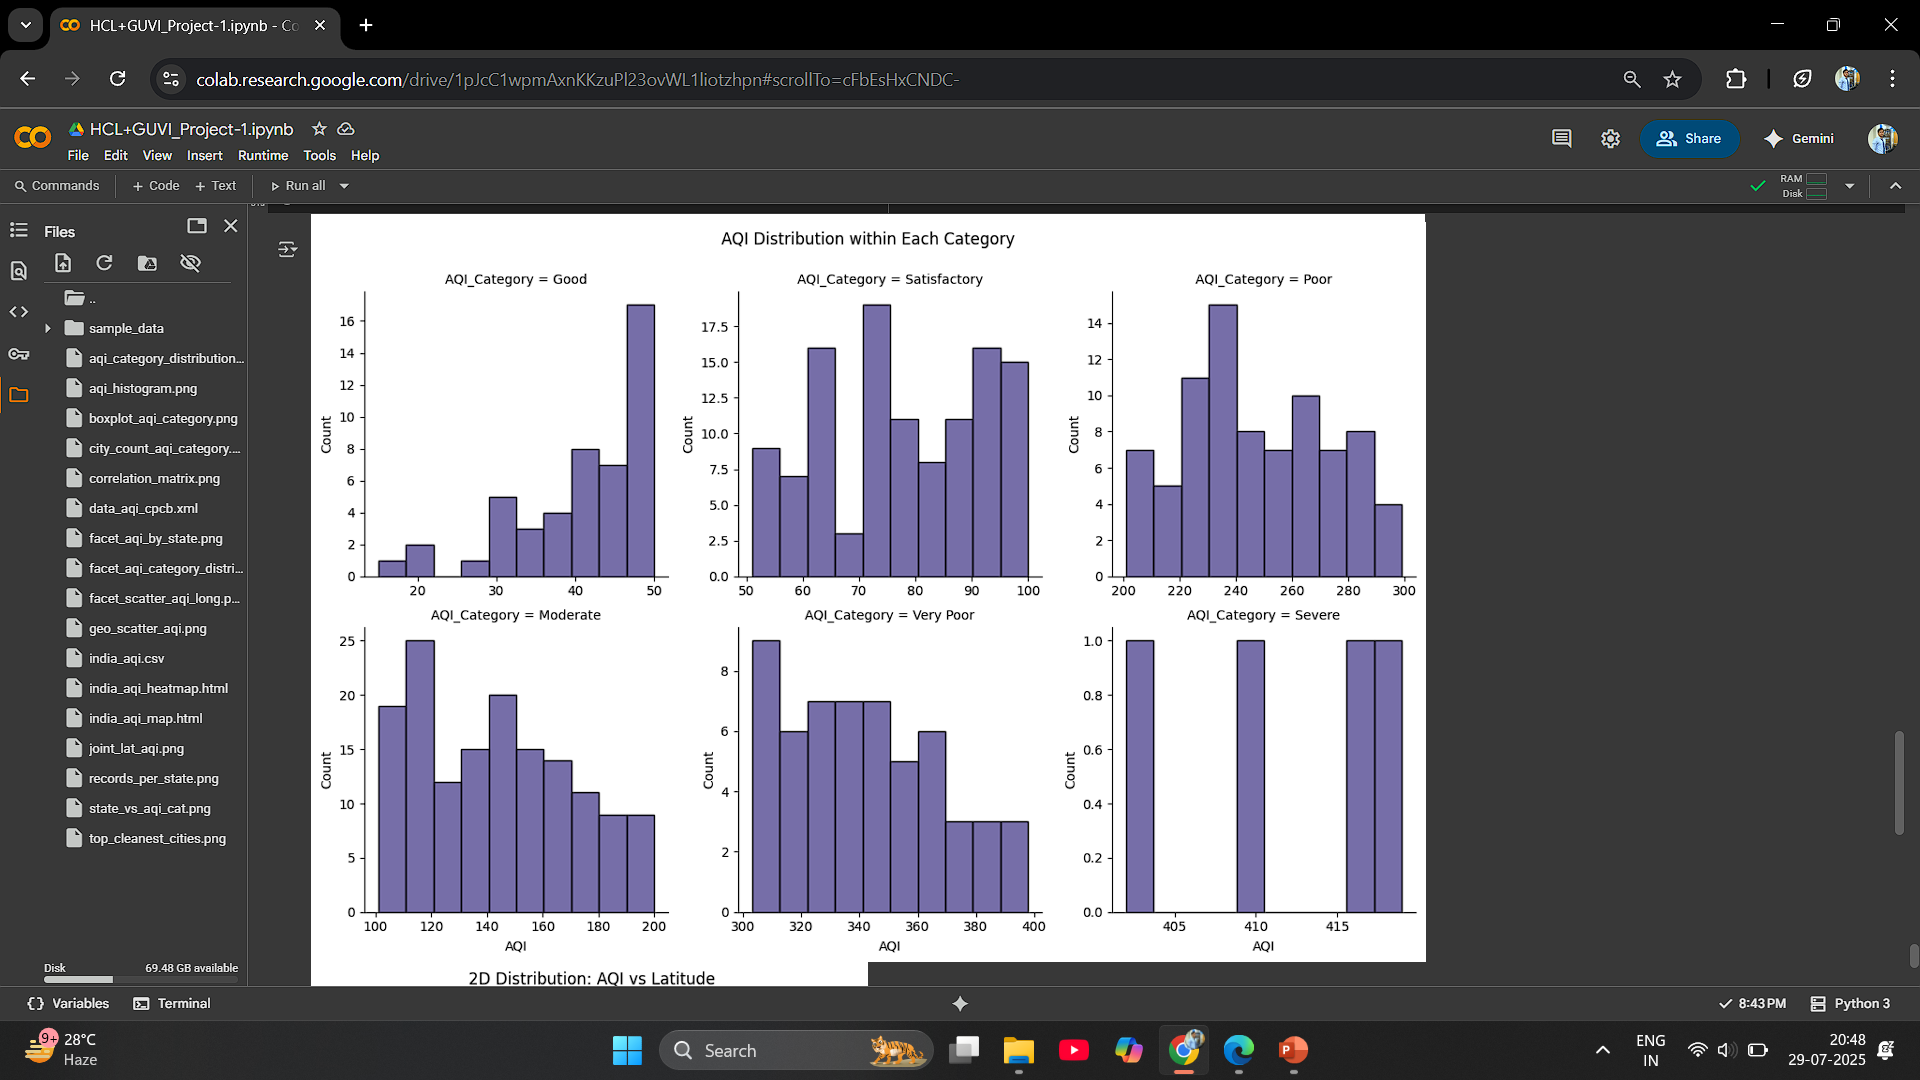 HCL+GUVI_Project-1.ipynb - Co
colab.research.google.com/drive/1pJcC1wpmAxnKKzuPl23ovWL1liotzhpn#scrollTo=cFbEsHxCNDC-
HCL+GUVI_Project-1.ipynb
File Edit View Insert Runtime Tools Help
Share
Gemini
Commands + Code + Text Run all
RAM
Disk
Files
..
sample_data
aqi_category_distribution...
aqi_histogram.png
boxplot_aqi_category.png
city_count_aqi_category....
correlation_matrix.png
data_aqi_cpcb.xml
facet_aqi_by_state.png
facet_aqi_category_distri...
facet_scatter_aqi_long.p...
geo_scatter_aqi.png
india_aqi.csv
india_aqi_heatmap.html
india_aqi_map.html
joint_lat_aqi.png
records_per_state.png
state_vs_aqi_cat.png
top_cleanest_cities.png
Disk 69.48 GB available
AQI Distribution within Each Category
AQI_Category = Good
Count
16
14
12
10
8
6
4
2
0
20 30 40 50
AQI_Category = Satisfactory
Count
17.5
15.0
12.5
10.0
7.5
5.0
2.5
0.0
50 60 70 80 90 100
AQI_Category = Poor
Count
14
12
10
8
6
4
2
0
200 220 240 260 280 300
AQI_Category = Moderate
Count
25
20
15
10
5
0
100 120 140 160 180 200
AQI
AQI_Category = Very Poor
Count
8
6
4
2
0
300 320 340 360 380 400
AQI
AQI_Category = Severe
Count
1.0
0.8
0.6
0.4
0.2
0.0
405 410 415
AQI
2D Distribution: AQI vs Latitude
Variables Terminal
8:43 PM Python 3
9+
28°C
Haze
Search
ENG
IN
20:48
29-07-2025